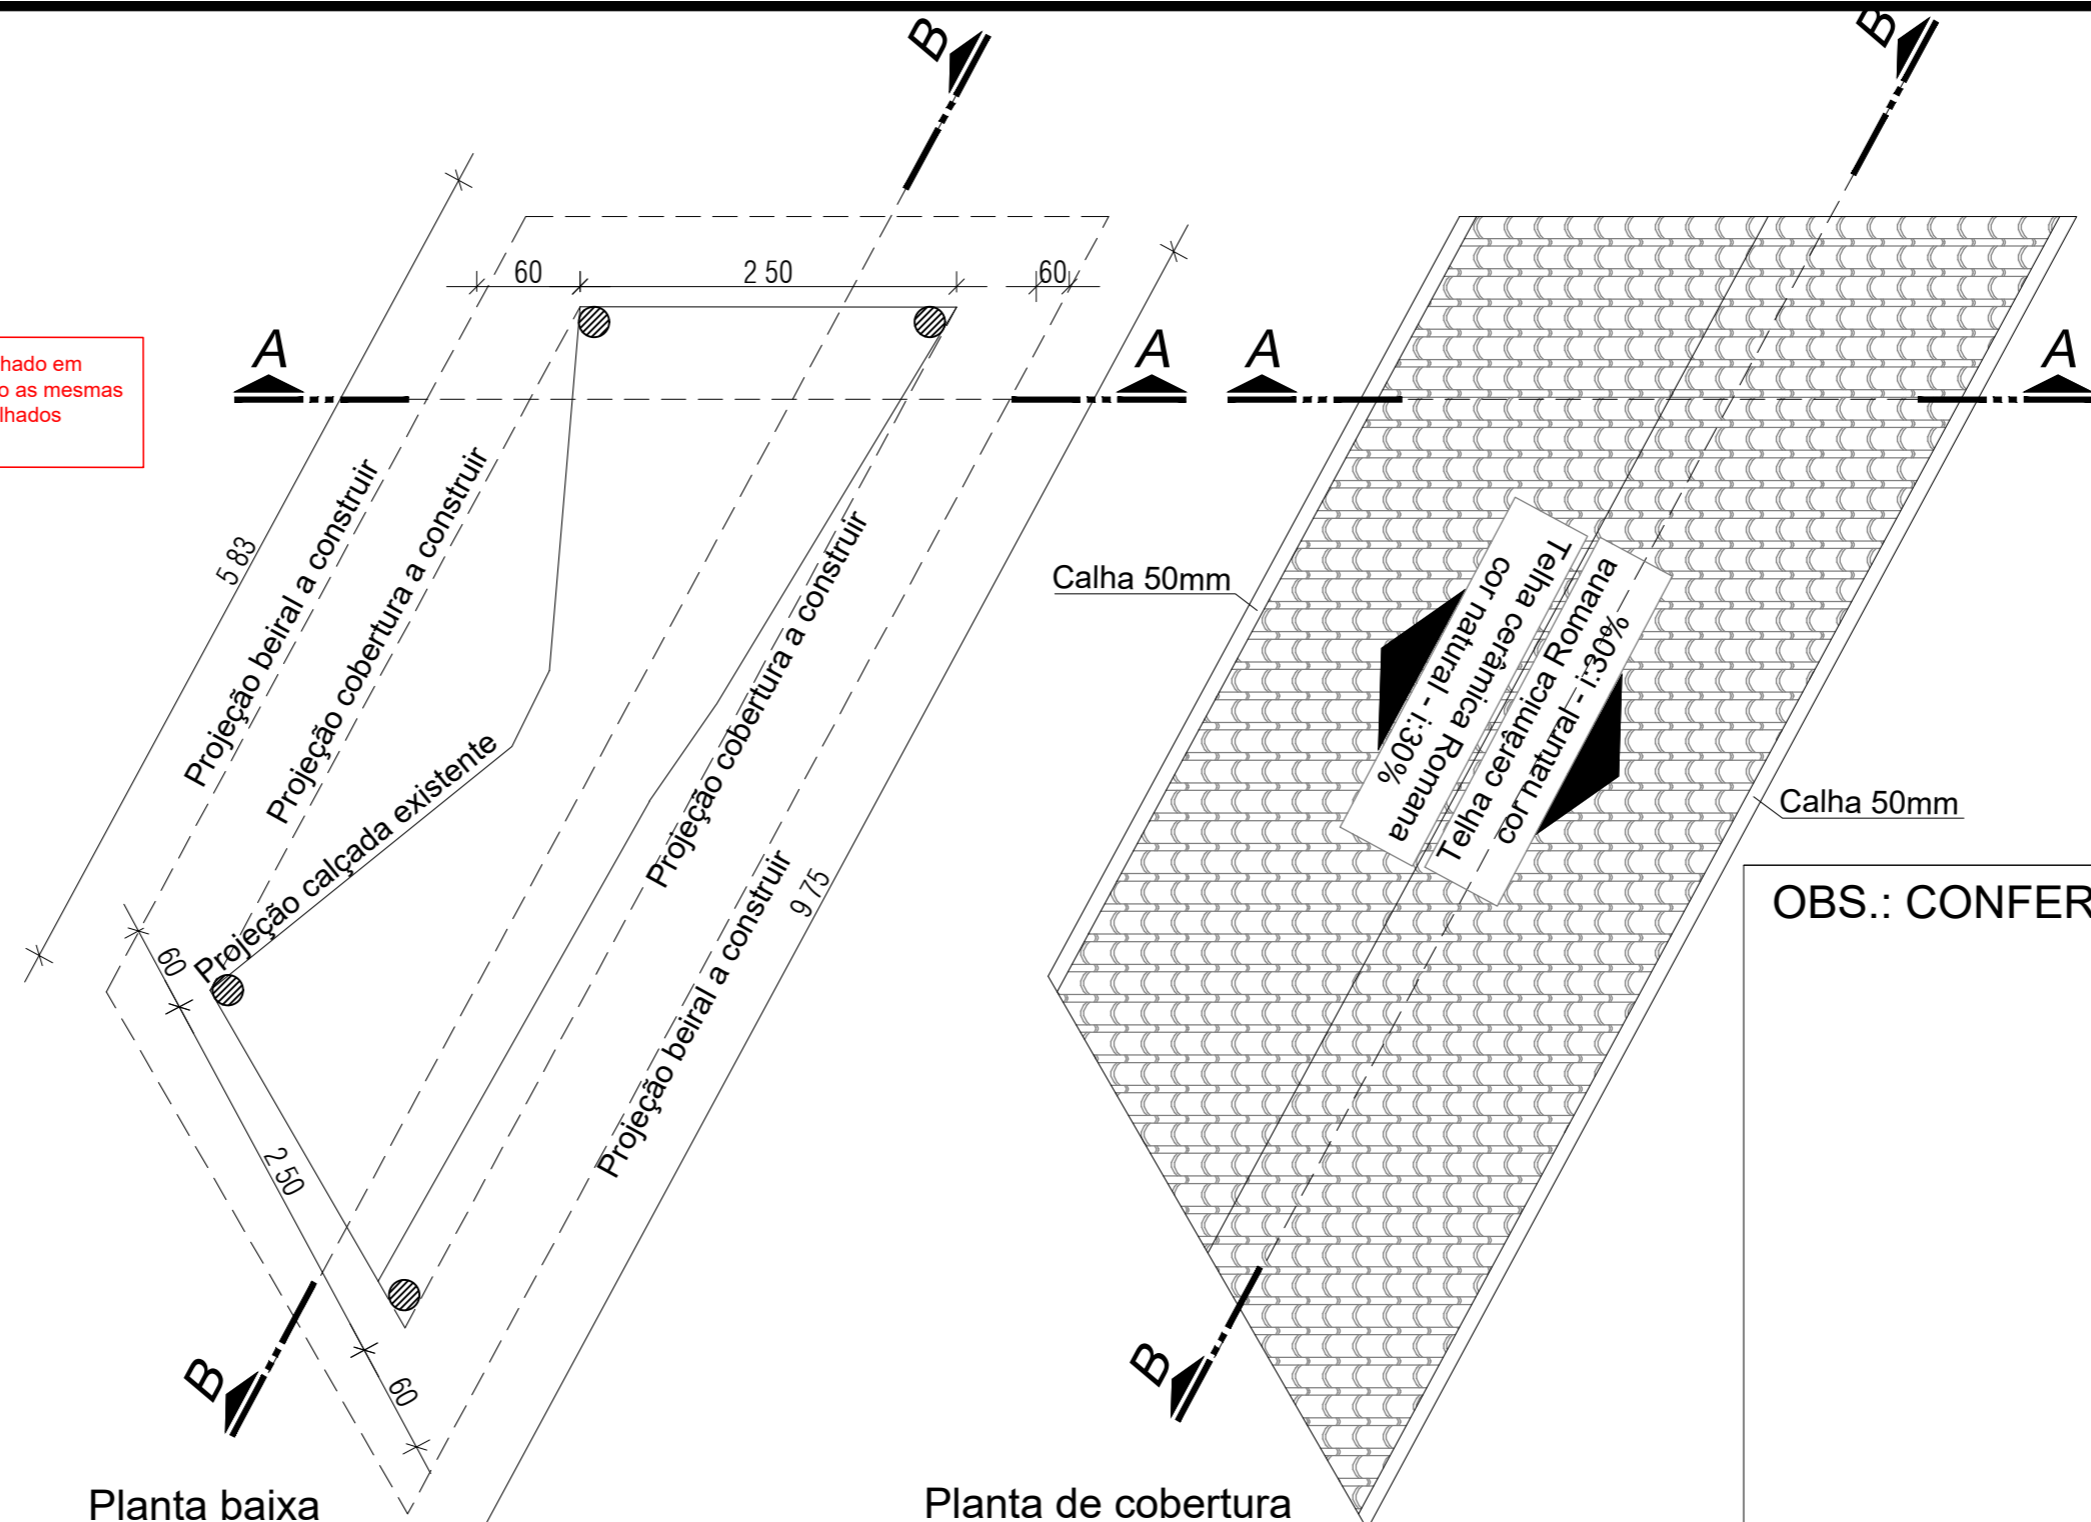 B
B
60
2 50
60
hado em
o as mesmas
lhados
A
A
A
A
5 83
Projeção beiral a construir
Projeção cobertura a construir
Projeção calçada existente
Projeção cobertura a construir
Projeção beiral a construir
9 75
60
2 50
60
B
Planta baixa
Calha 50mm
Telha cerâmica Romana
cor natural - i:30%
Telha cerâmica Romana
cor natural - i:30%
Calha 50mm
OBS.: CONFER
B
Planta de cobertura